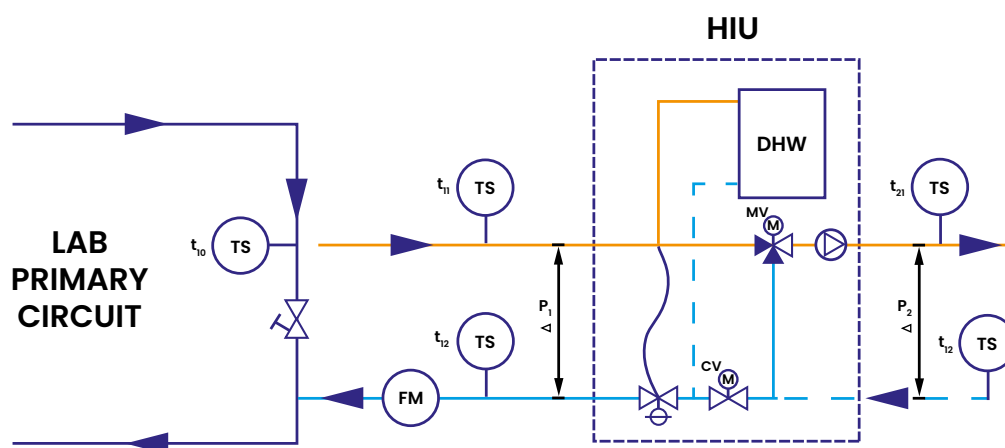 HIU
DHW
t11
TS
t21
TS
MV
M
t10
TS
LAB
PRIMARY
CIRCUIT
Δ P1
Δ P2
t12
TS
t12
TS
CV
M
FM